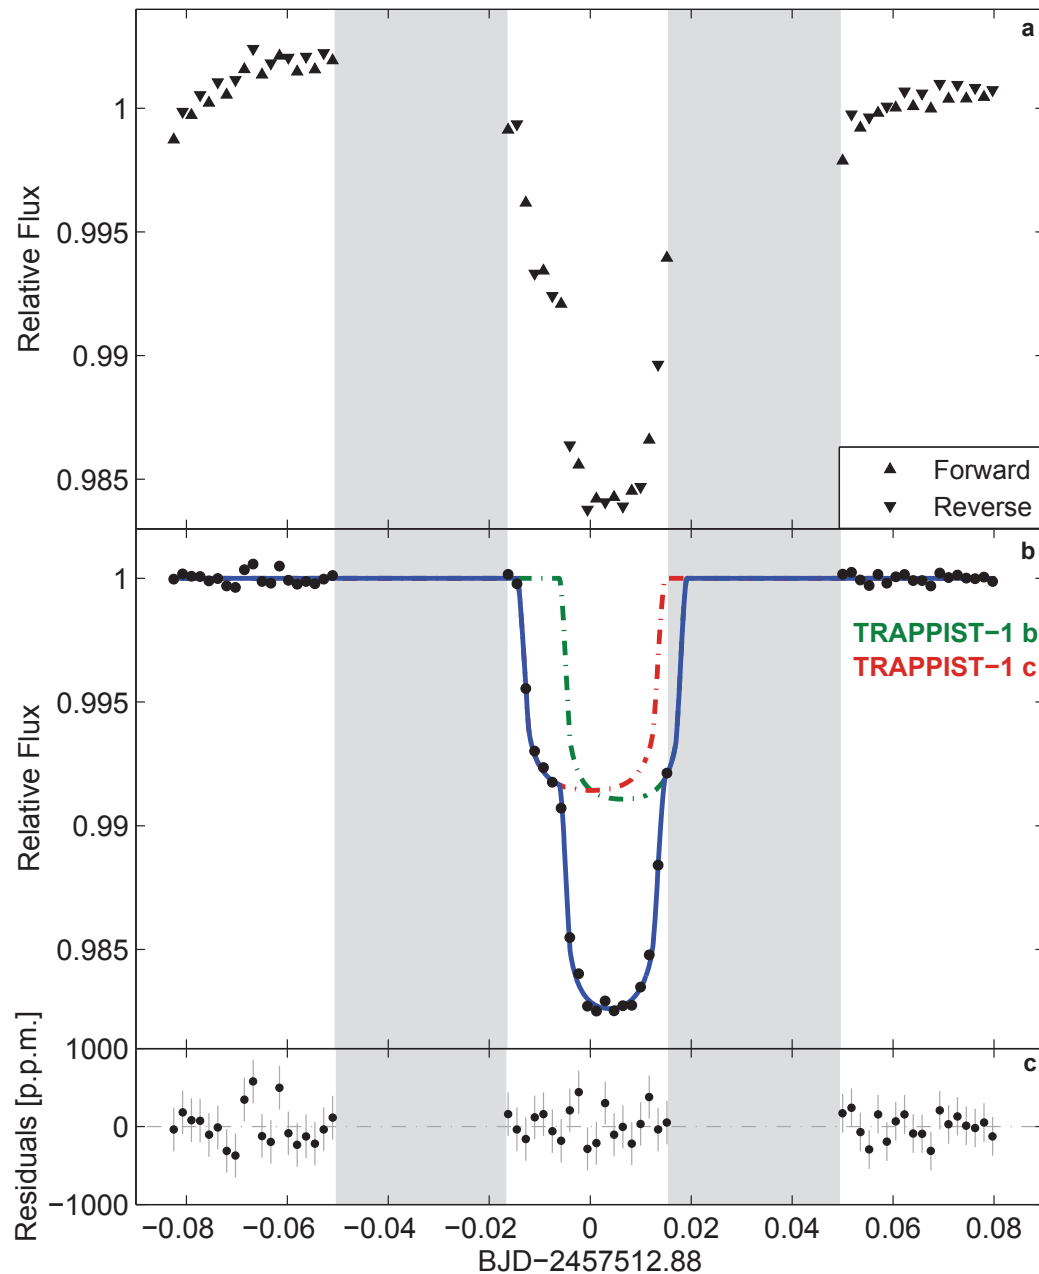 a
1
0.995
0.99
0.985
Relative Flux
Forward
Reverse
b
1
0.995
0.99
0.985
Relative Flux
TRAPPIST−1 b
TRAPPIST−1 c
c
1000
0
−1000
Residuals [p.p.m.]
−0.08 −0.06 −0.04 −0.02 0 0.02 0.04 0.06 0.08
BJD−2457512.88